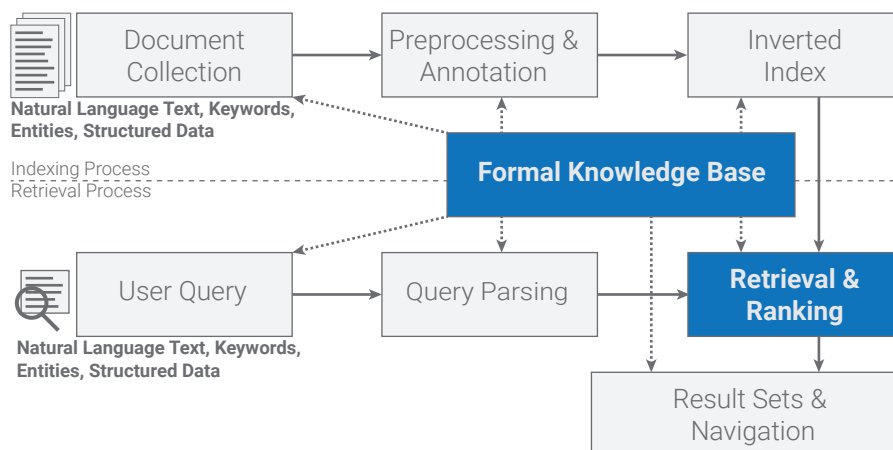 Document
Collection
Preprocessing &
Annotation
Inverted
Index
Natural Language Text, Keywords,
Entities, Structured Data
Formal Knowledge Base
Indexing Process
Retrieval Process
User Query
Query Parsing
Retrieval &
Ranking
Natural Language Text, Keywords,
Entities, Structured Data
Result Sets &
Navigation